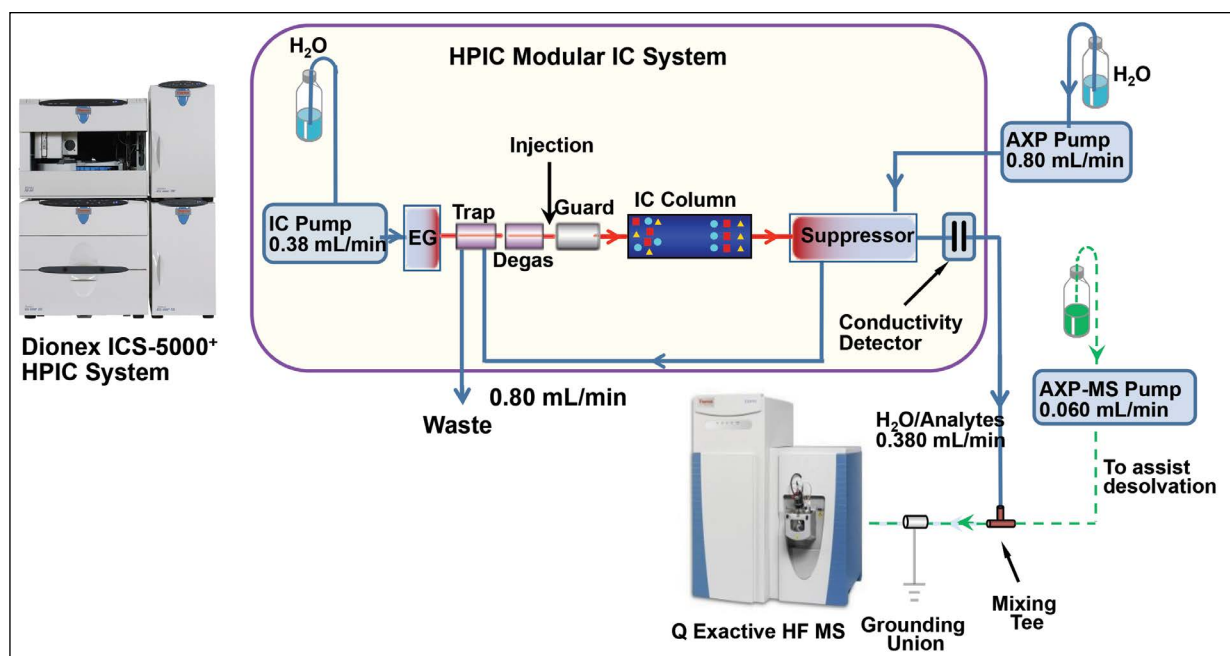 HPIC Modular IC System
H₂O
H₂O
AXP Pump
0.80 mL/min
Injection
IC Pump
0.38 mL/min
EG
Trap
Degas
Guard
IC Column
Suppressor
Conductivity
Detector
Dionex ICS-5000⁺
HPIC System
0.80 mL/min
Waste
AXP-MS Pump
0.060 mL/min
H₂O/Analytes
0.380 mL/min
To assist
desolvation
Q Exactive HF MS
Grounding
Union
Mixing
Tee